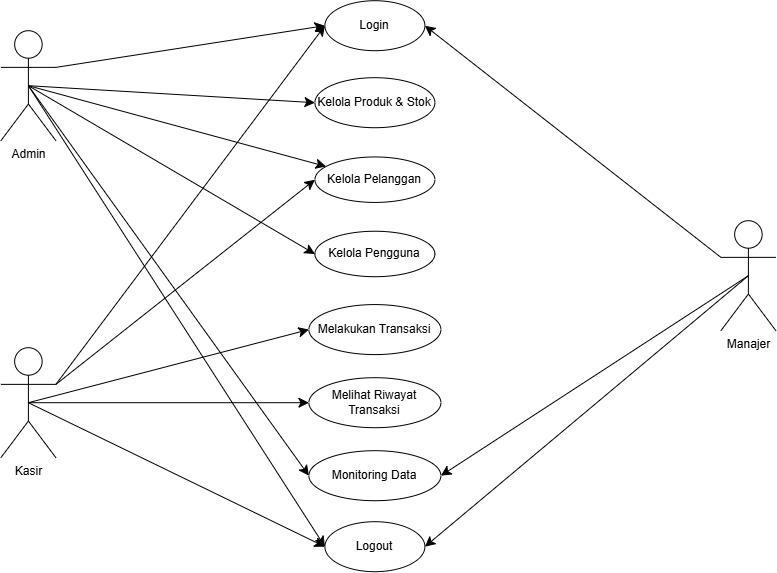 Login
Admin
Kelola Produk & Stok
Kelola Pelanggan
Kelola Pengguna
Melakukan Transaksi
Manajer
Kasir
Melihat Riwayat
Transaksi
Monitoring Data
Logout